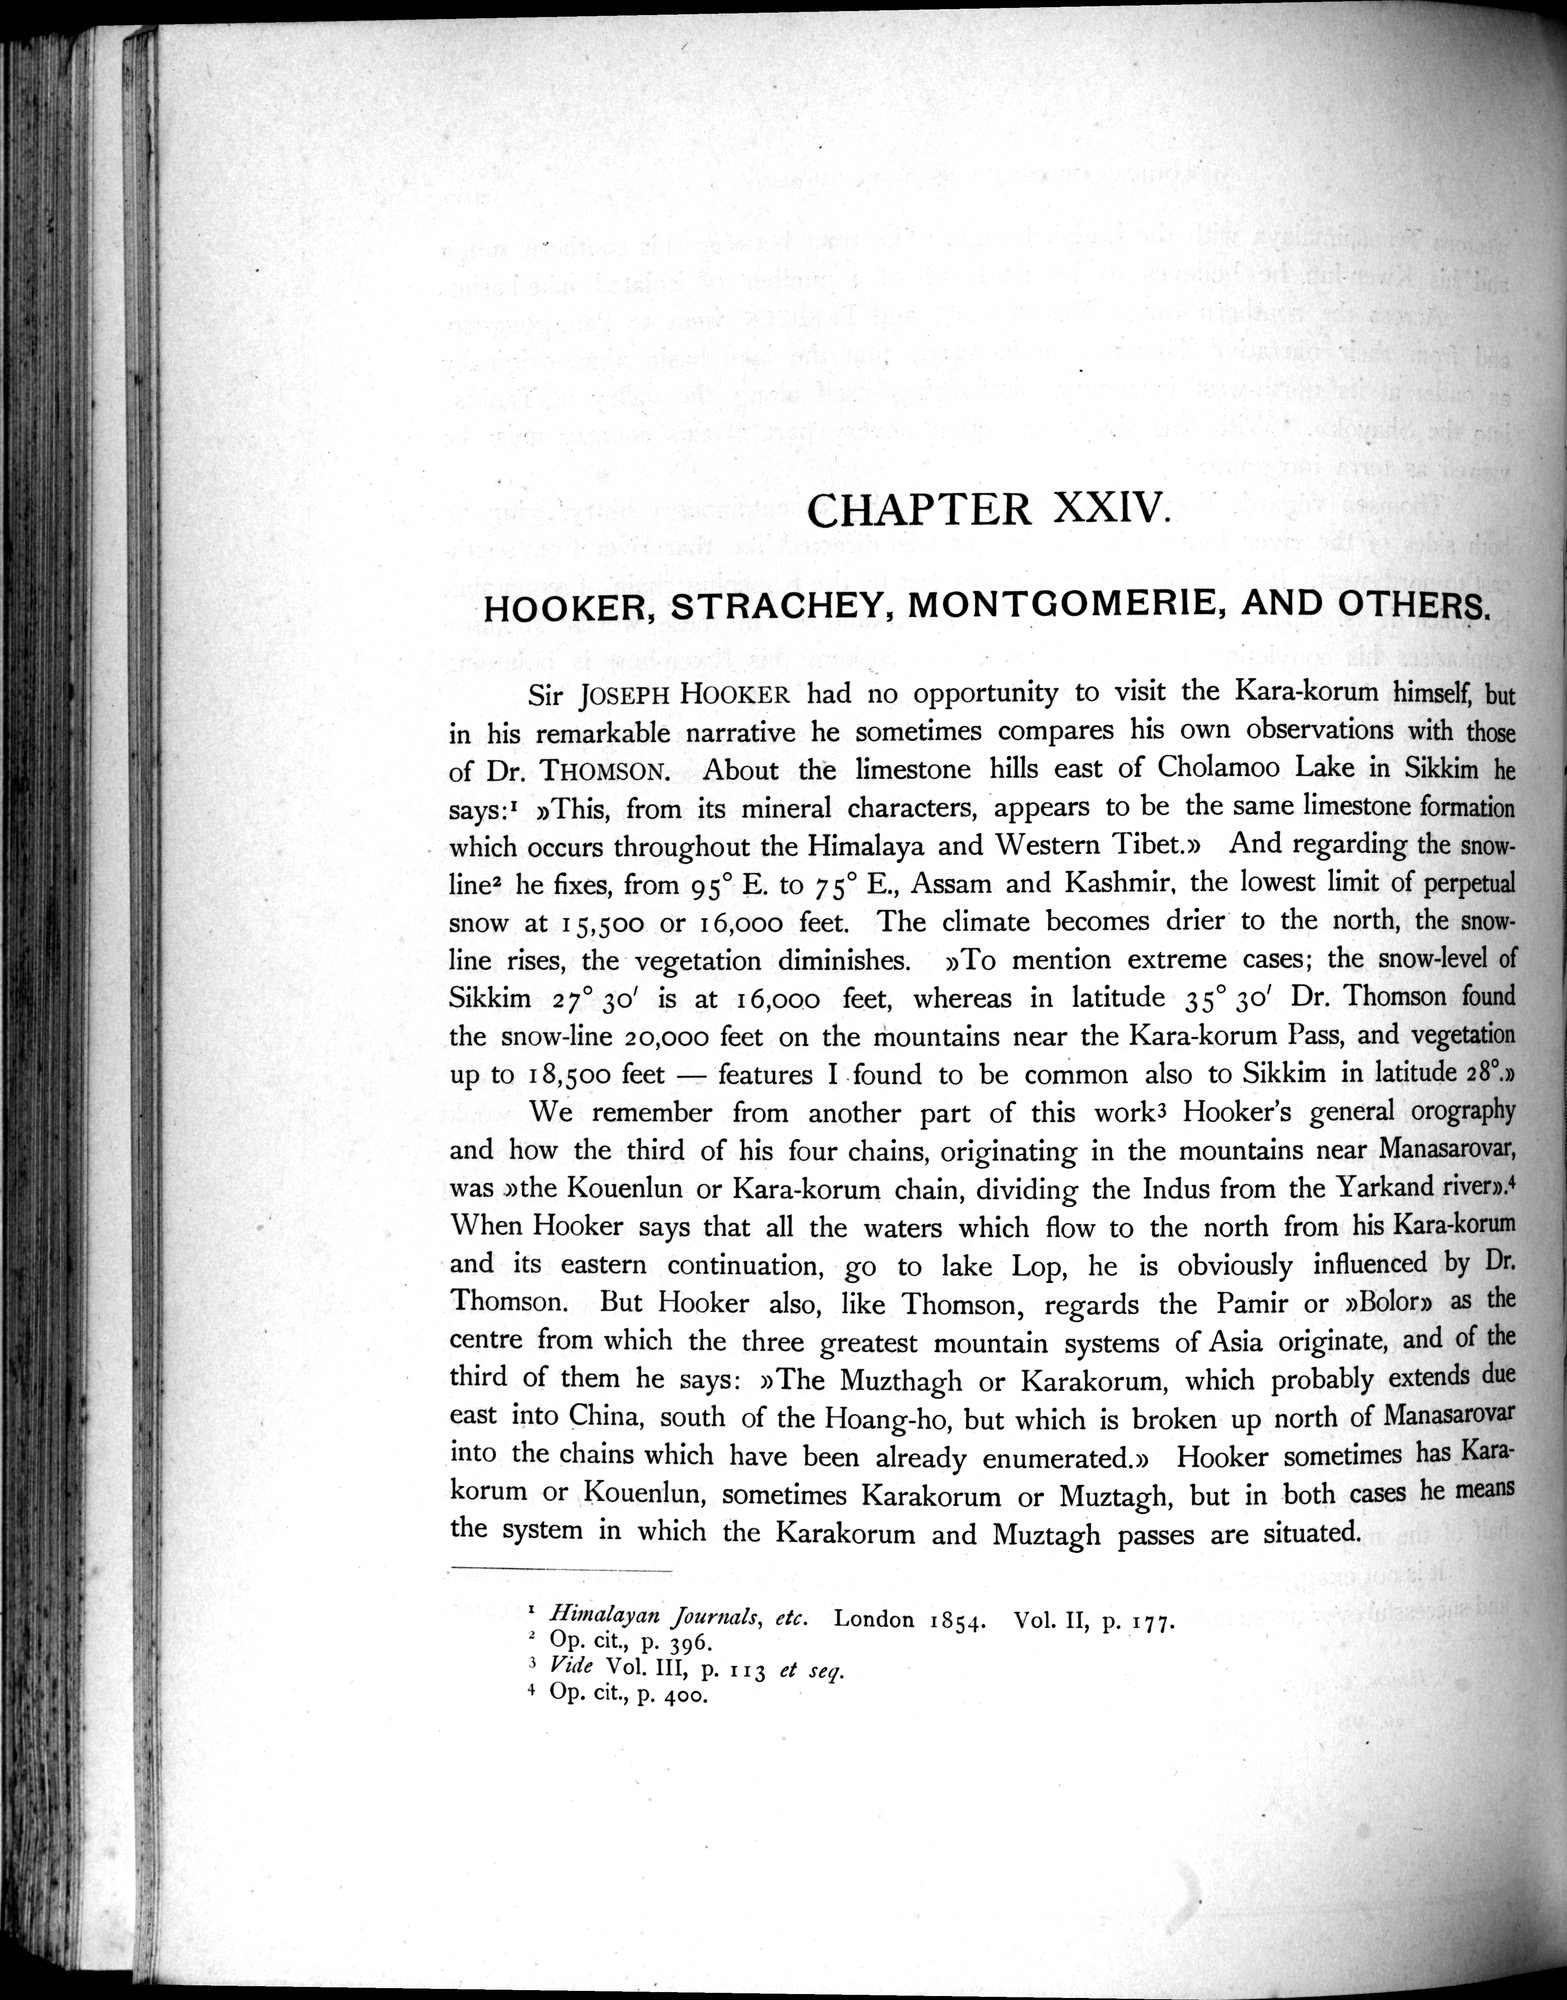 CHAPTER XXIV.
HOOKER, STRACHEY, MONTGOMERIE, AND OTHERS.
Sir JOSEPH HOOKER had no opportunity to visit the Kara-korum himself, but
in his remarkable narrative he sometimes compares his own observations with those
of Dr. THOMSON. About the limestone hills east of Cholamoo Lake in Sikkim he
says:¹ »This, from its mineral characters, appears to be the same limestone formation
which occurs throughout the Himalaya and Western Tibet.» And regarding the snow-
line² he fixes, from 95° E. to 75° E., Assam and Kashmir, the lowest limit of perpetual
snow at 15,500 or 16,000 feet. The climate becomes drier to the north, the snow-
line rises, the vegetation diminishes. »To mention extreme cases; the snow-level of
Sikkim 27° 30′ is at 16,000 feet, whereas in latitude 35° 30′ Dr. Thomson found
the snow-line 20,000 feet on the mountains near the Kara-korum Pass, and vegetation
up to 18,500 feet — features I found to be common also to Sikkim in latitude 28°.»
We remember from another part of this work³ Hooker's general orography
and how the third of his four chains, originating in the mountains near Manasarovar,
was »the Kouenlun or Kara-korum chain, dividing the Indus from the Yarkand river».⁴
When Hooker says that all the waters which flow to the north from his Kara-korum
and its eastern continuation, go to lake Lop, he is obviously influenced by Dr.
Thomson. But Hooker also, like Thomson, regards the Pamir or »Bolor» as the
centre from which the three greatest mountain systems of Asia originate, and of the
third of them he says: »The Muzthagh or Karakorum, which probably extends due
east into China, south of the Hoang-ho, but which is broken up north of Manasarovar
into the chains which have been already enumerated.» Hooker sometimes has Kara-
korum or Kouenlun, sometimes Karakorum or Muztagh, but in both cases he means
the system in which the Karakorum and Muztagh passes are situated.
¹ Himalayan Journals, etc. London 1854. Vol. II, p. 177.
² Op. cit., p. 396.
³ Vide Vol. III, p. 113 et seq.
⁴ Op. cit., p. 400.